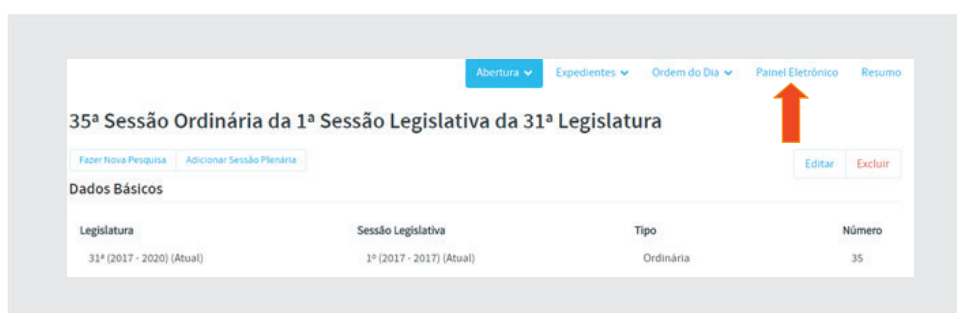 Abertura Expedientes Ordem do Dia Painel Eletrônico Resumo
35ª Sessão Ordinária da 1ª Sessão Legislativa da 31ª Legislatura
Fazer Nova Pesquisa Adicionar Sessão Plenária Editar Excluir
Dados Básicos
Legislatura Sessão Legislativa Tipo Número
31ª (2017 - 2020) (Atual) 1º (2017 - 2017) (Atual) Ordinária 35